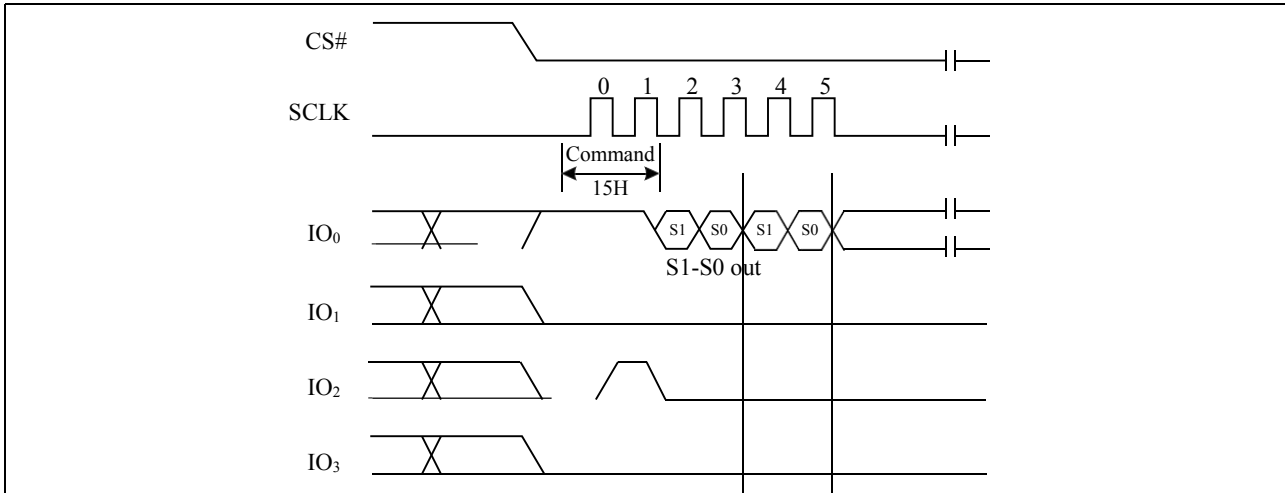 CS#
0 1 2 3 4 5
SCLK
Command
15H
IO₀
S1 S0 S1 S0
S1-S0 out
IO₁
IO₂
IO₃